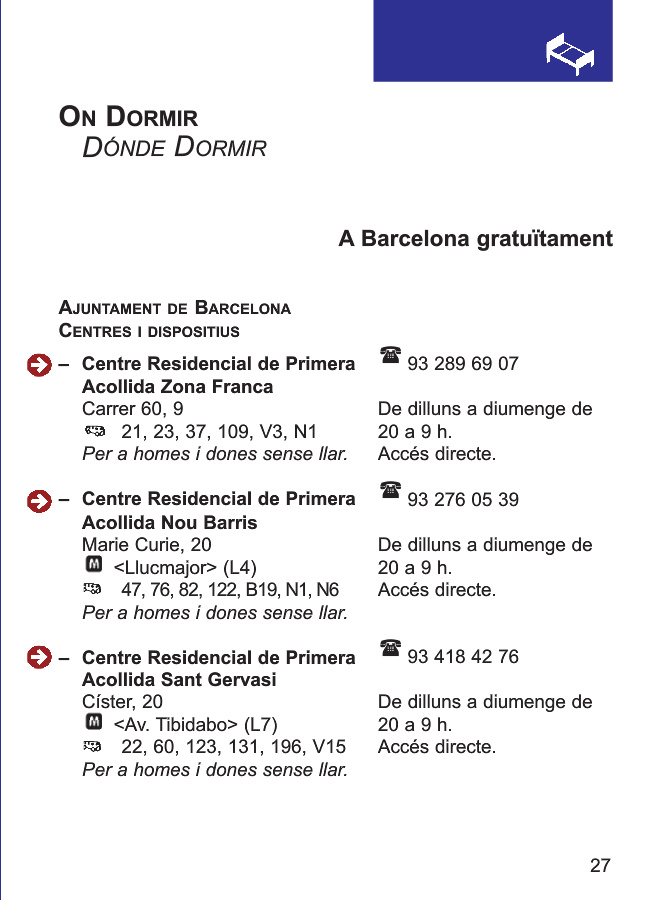 ON DORMIR
DÓNDE DORMIR
A Barcelona gratuïtament
AJUNTAMENT DE BARCELONA
CENTRES I DISPOSITIUS
– Centre Residencial de Primera
Acollida Zona Franca
Carrer 60, 9
21, 23, 37, 109, V3, N1
Per a homes i dones sense llar.
93 289 69 07
De dilluns a diumenge de
20 a 9 h.
Accés directe.
– Centre Residencial de Primera
Acollida Nou Barris
Marie Curie, 20
M <Llucmajor> (L4)
47, 76, 82, 122, B19, N1, N6
Per a homes i dones sense llar.
93 276 05 39
De dilluns a diumenge de
20 a 9 h.
Accés directe.
– Centre Residencial de Primera
Acollida Sant Gervasi
Císter, 20
M <Av. Tibidabo> (L7)
22, 60, 123, 131, 196, V15
Per a homes i dones sense llar.
93 418 42 76
De dilluns a diumenge de
20 a 9 h.
Accés directe.
27